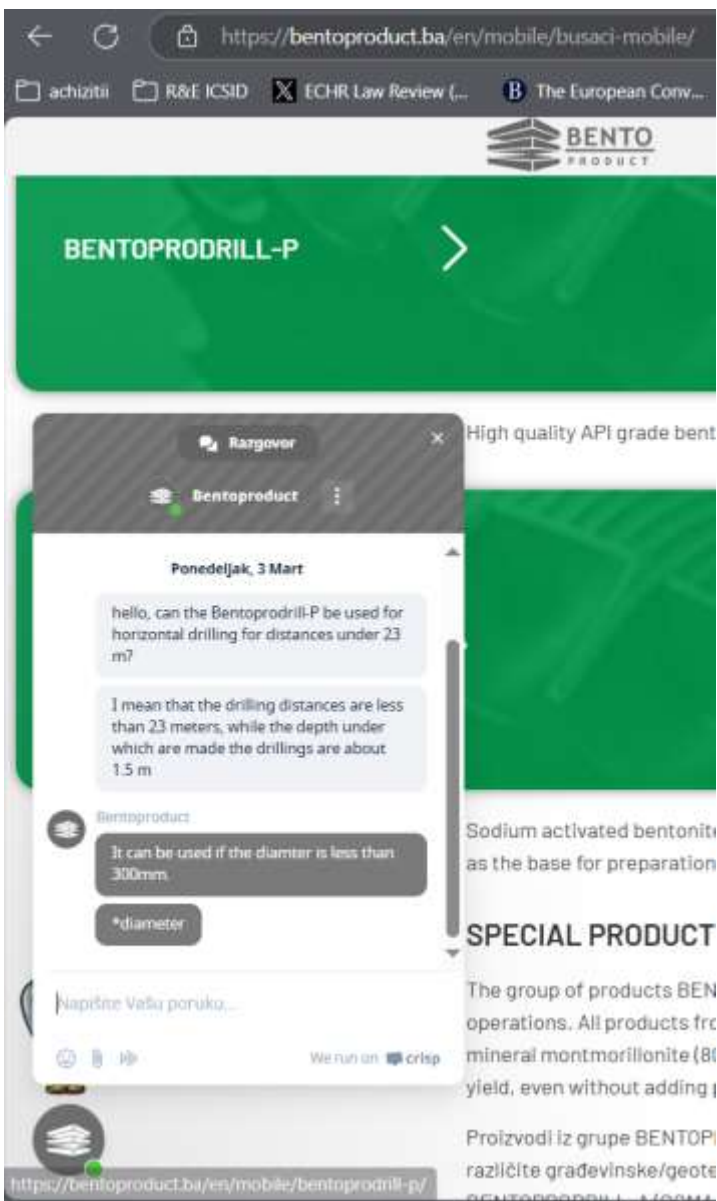 https://bentoproduct.ba/en/mobile/busaci-mobile/
achizitii R&E ICSID ECHR Law Review (... The European Conv...
BENTO
PRODUCT
BENTOPRODRILL-P
High quality API grade bent
Razgovor
Bentoproduct
Ponedeljak, 3 Mart
hello, can the Bentoprodrill-P be used for
horizontal drilling for distances under 23
m?
I mean that the drilling distances are less
than 23 meters, while the depth under
which are made the drillings are about
1.5 m
Bentoproduct
It can be used if the diamter is less than
300mm.
*diameter
Napišite Vašu poruku...
We run on crisp
Sodium activated bentonite
as the base for preparation
SPECIAL PRODUCT
The group of products BEN
operations. All products fro
mineral montmorillonite (80
yield, even without adding
Proizvodi iz grupe BENTOP
različite građevinske/geote
https://bentoproduct.ba/en/mobile/bentoprodrill-p/